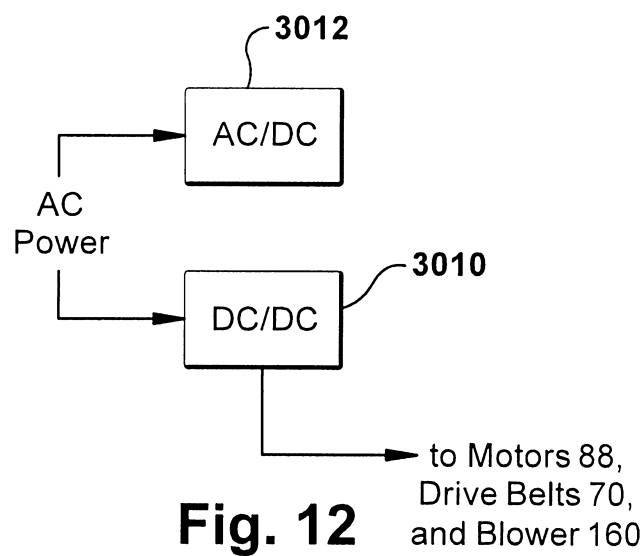 3012
AC/DC
AC
Power
3010
DC/DC
to Motors 88,
Drive Belts 70,
and Blower 160
Fig. 12